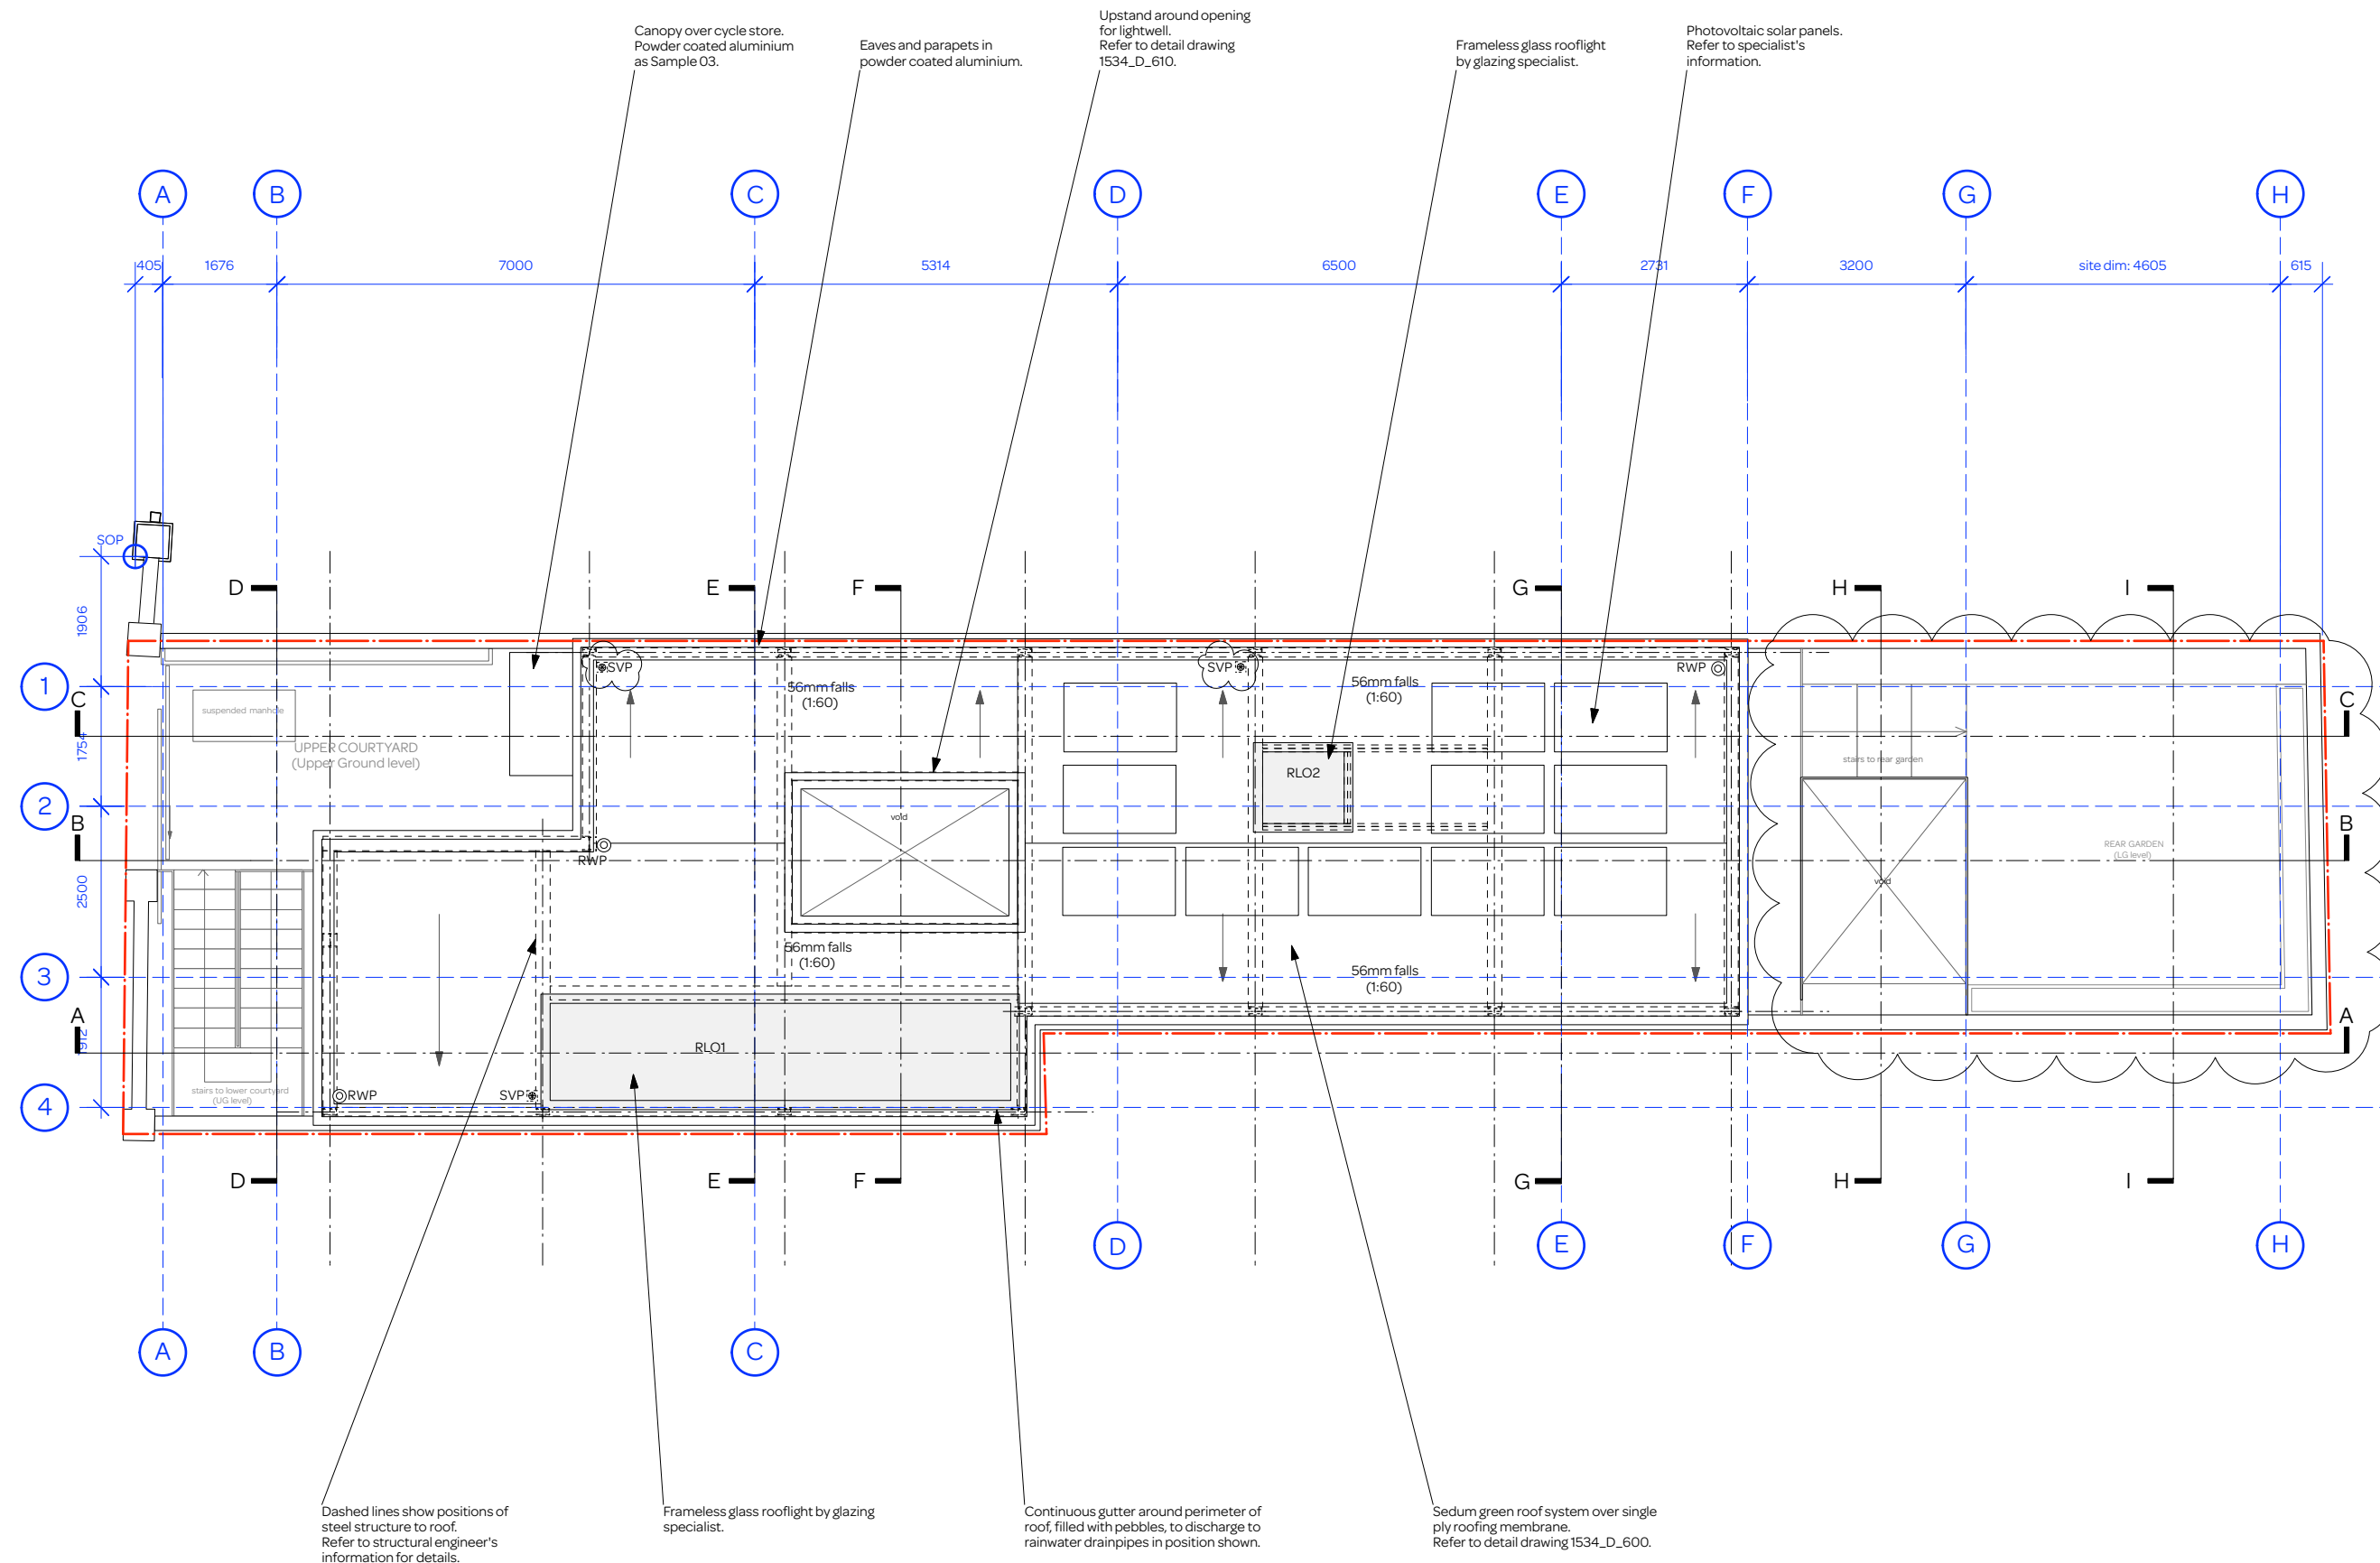 Canopy over cycle store.
Powder coated aluminium
as Sample 03.
Eaves and parapets in
powder coated aluminium.
Upstand around opening
for lightwell.
Refer to detail drawing
1534_D_610.
Frameless glass rooflight
by glazing specialist.
Photovoltaic solar panels.
Refer to specialist's
information.
A
B
C
D
E
F
G
H
405
1676
7000
5314
6500
2731
3200
site dim: 4605
615
SOP
1906
D
E
F
G
H
I
SVP
SVP
RWP
1
56mm falls
(1:60)
56mm falls
(1:60)
C
C
suspended manhole
1754
UPPER COURTYARD
(Upper Ground level)
stairs to rear garden
RL02
2
void
B
B
RWP
REAR GARDEN
(LG level)
void
2500
56mm falls
(1:60)
56mm falls
(1:60)
3
A
A
1912
RL01
stairs to lower courtyard
(UG level)
RWP
SVP
4
D
E
F
G
H
I
D
E
F
G
H
A
B
C
Dashed lines show positions of
steel structure to roof.
Refer to structural engineer's
information for details.
Frameless glass rooflight by glazing
specialist.
Continuous gutter around perimeter of
roof, filled with pebbles, to discharge to
rainwater drainpipes in position shown.
Sedum green roof system over single
ply roofing membrane.
Refer to detail drawing 1534_D_600.